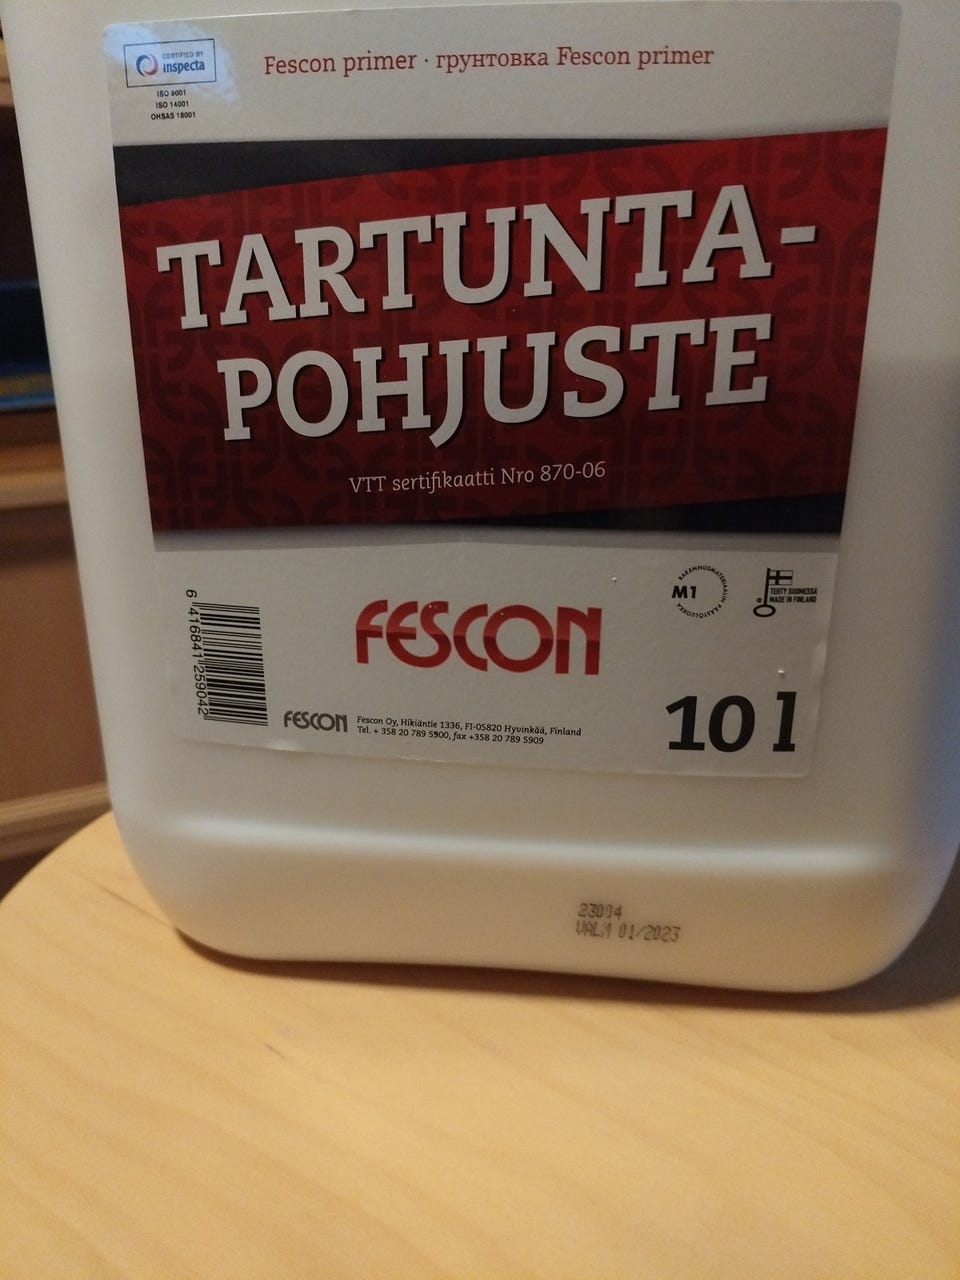 CERTIFIED BY
inspecta
ISO 9001
ISO 14001
OHSAS 18001
Fescon primer · грунтовка Fescon primer
TARTUNTA-
POHJUSTE
VTT sertifikaatti Nro 870-06
M1
RAKENNUSMATERIAALIN PÄÄSTÖLUOKKA
TEHTY SUOMESSA
MADE IN FINLAND
FESCON
6 416841 259042
FESCON
Fescon Oy, Hikiäntie 1336, FI-05820 Hyvinkää, Finland
Tel. + 358 20 789 5900, fax +358 20 789 5909
10 l
VALM 01/2023